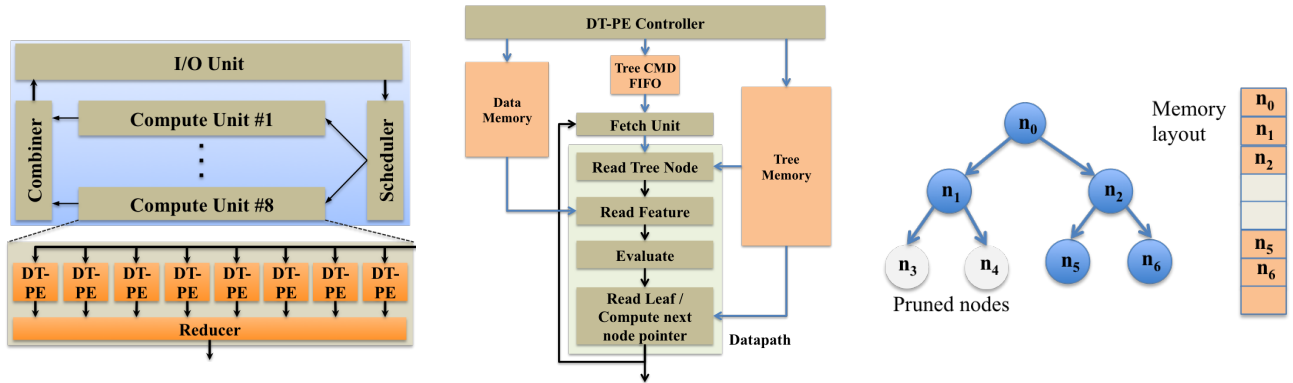 I/O Unit
Combiner
Compute Unit #1
Compute Unit #8
Scheduler
DT-
PE
DT-
PE
DT-
PE
DT-
PE
DT-
PE
DT-
PE
DT-
PE
DT-
PE
Reducer
DT-PE Controller
Data
Memory
Tree CMD
FIFO
Fetch Unit
Read Tree Node
Read Feature
Evaluate
Read Leaf /
Compute next
node pointer
Tree
Memory
Datapath
n0
n1
n2
n3
n4
n5
n6
Pruned nodes
Memory
layout
n0
n1
n2
n5
n6